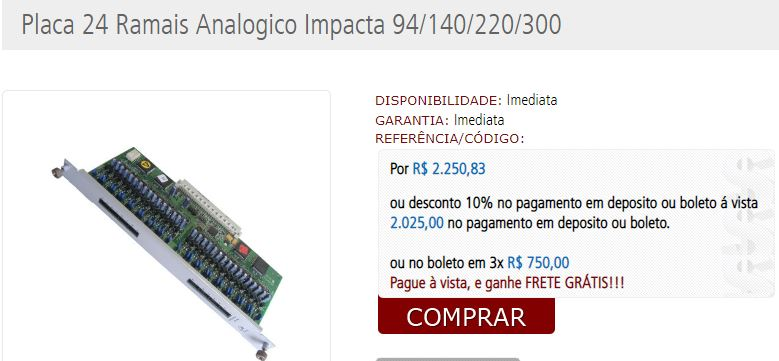 Placa 24 Ramais Analogico Impacta 94/140/220/300
DISPONIBILIDADE: Imediata
GARANTIA: Imediata
REFERÊNCIA/CÓDIGO:
Por R$ 2.250,83
ou desconto 10% no pagamento em deposito ou boleto á vista
2.025,00 no pagamento em deposito ou boleto.
ou no boleto em 3x R$ 750,00
Pague à vista, e ganhe FRETE GRÁTIS!!!
COMPRAR